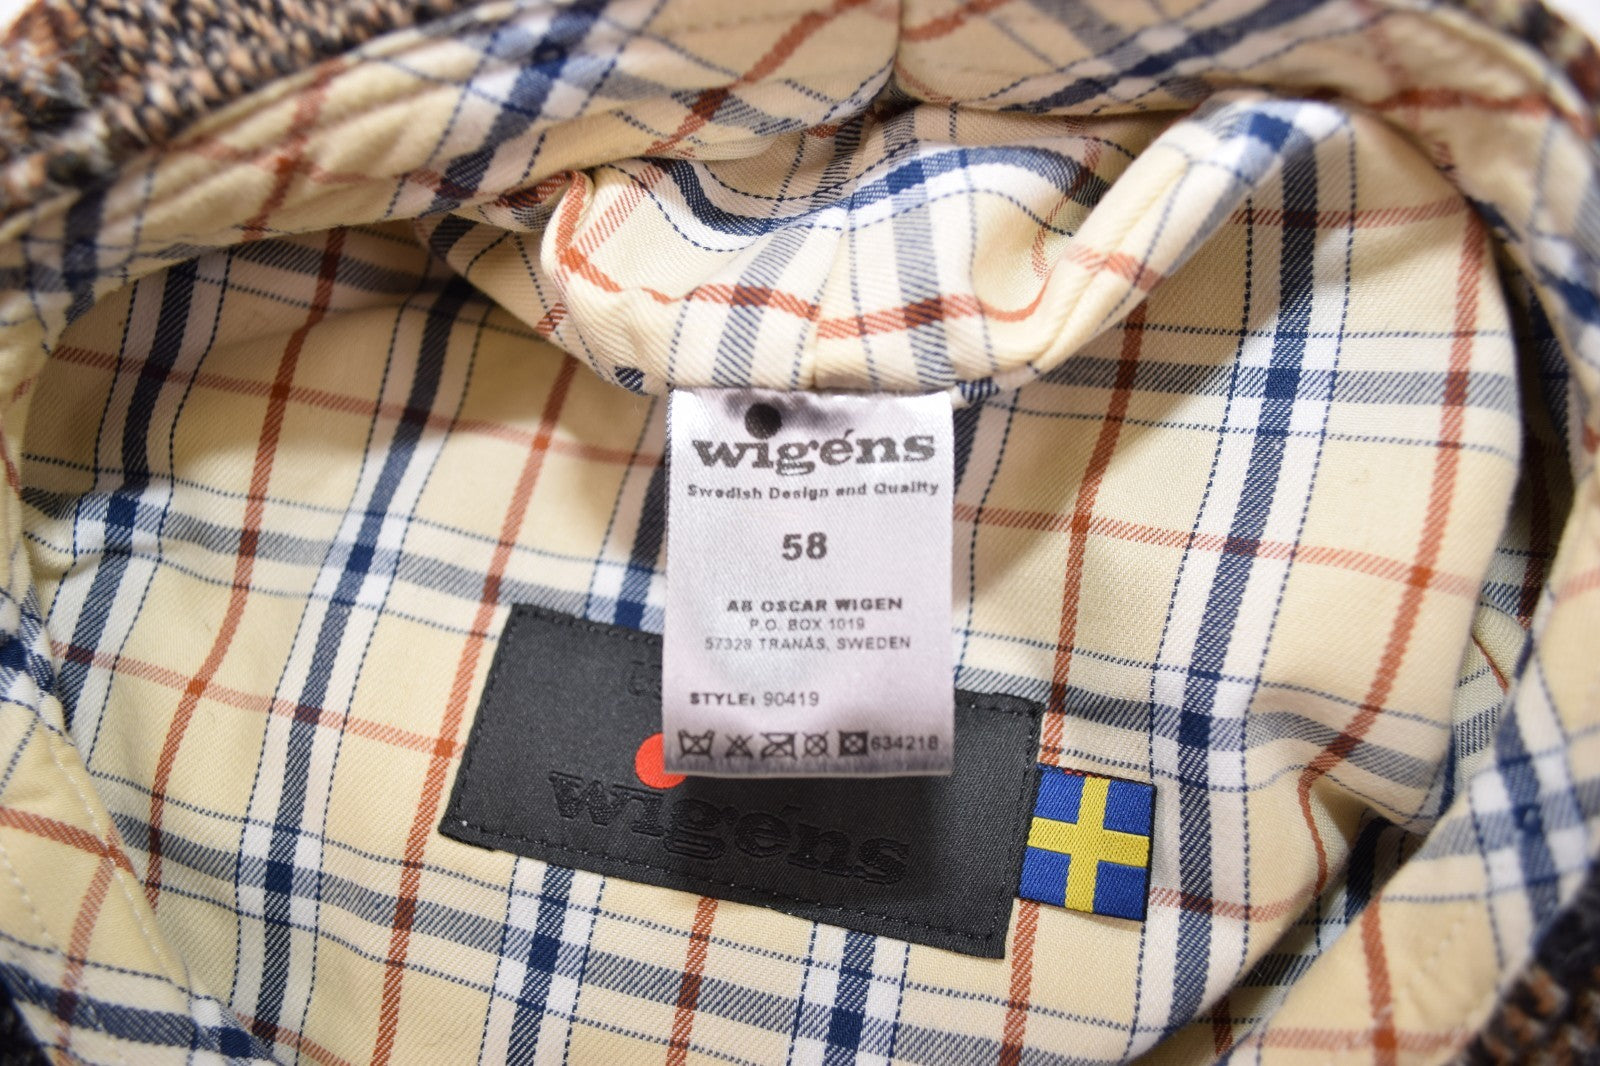 wigéns
Swedish Design and Quality
58
AB OSCAR WIGEN
P.O. BOX 1019
57328 TRANÅS, SWEDEN
STYLE: 90419
634218
wigéns